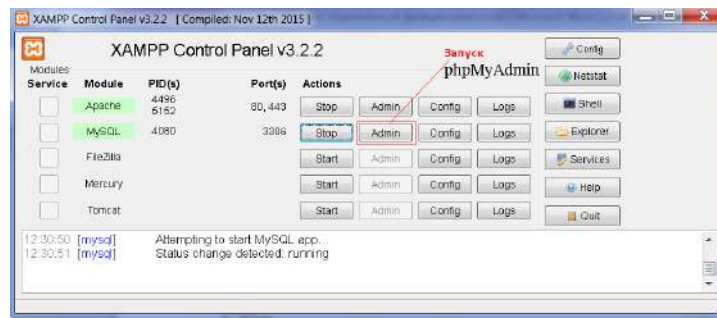 XAMPP Control Panel v3.2.2 [ Compiled: Nov 12th 2015 ]
XAMPP Control Panel v3.2.2
Запуск
phpMyAdmin
Config
Netstat
Shell
Explorer
Services
Help
Quit
Modules
Service Module PID(s) Port(s) Actions
Apache 4496 6152 80, 443 Stop Admin Config Logs
MySQL 4080 3306 Stop Admin Config Logs
FileZilla Start Admin Config Logs
Mercury Start Admin Config Logs
Tomcat Start Admin Config Logs
12:30:50 [mysql] Attempting to start MySQL app...
12:30:51 [mysql] Status change detected: running